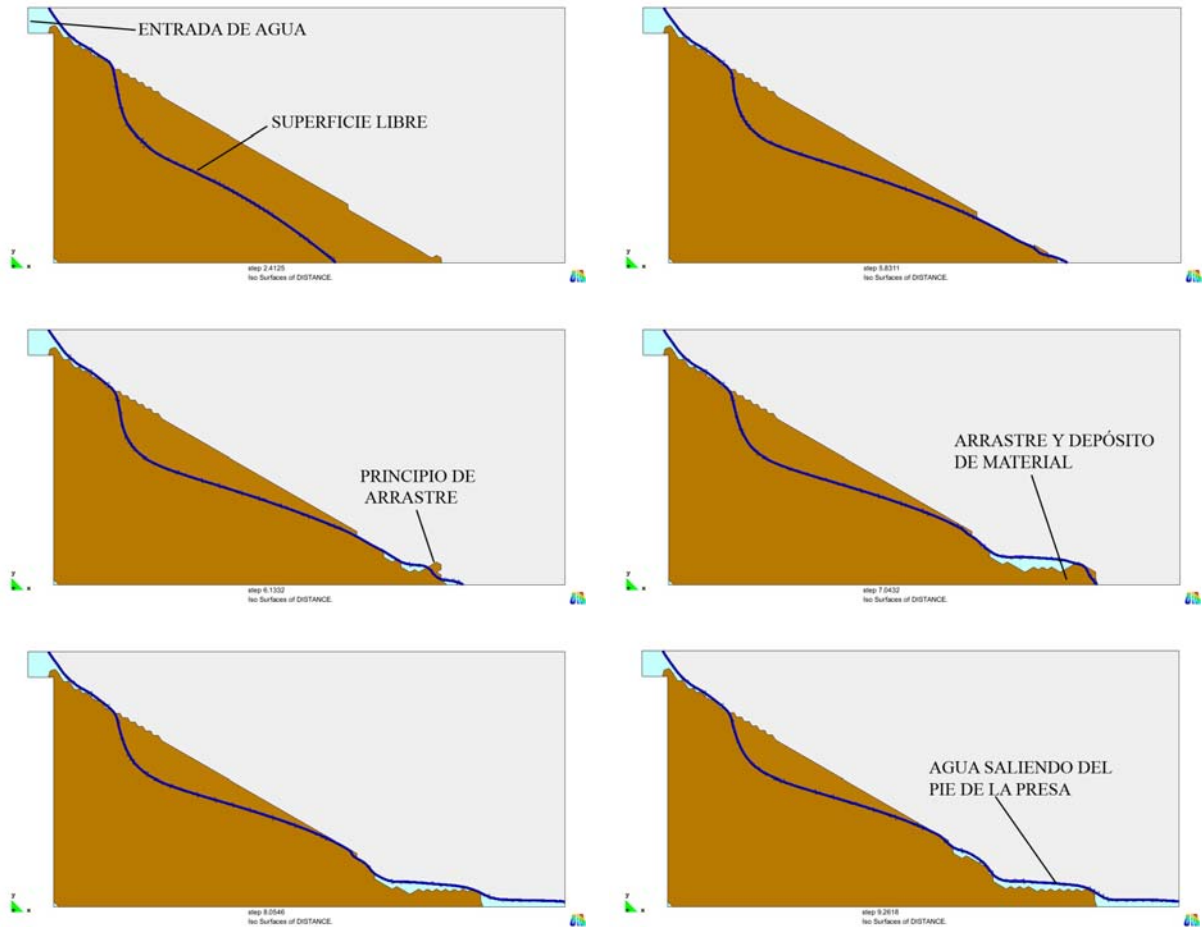 ENTRADA DE AGUA
SUPERFICIE LIBRE
y
x
step 2.4125
Iso Surfaces of DISTANCE.
y
x
step 5.8311
Iso Surfaces of DISTANCE.
PRINCIPIO DE
ARRASTRE
y
x
step 6.1332
Iso Surfaces of DISTANCE.
ARRASTRE Y DEPÓSITO
DE MATERIAL
y
x
step 7.0432
Iso Surfaces of DISTANCE.
y
x
step 8.0546
Iso Surfaces of DISTANCE.
AGUA SALIENDO DEL
PIE DE LA PRESA
y
x
step 9.2618
Iso Surfaces of DISTANCE.